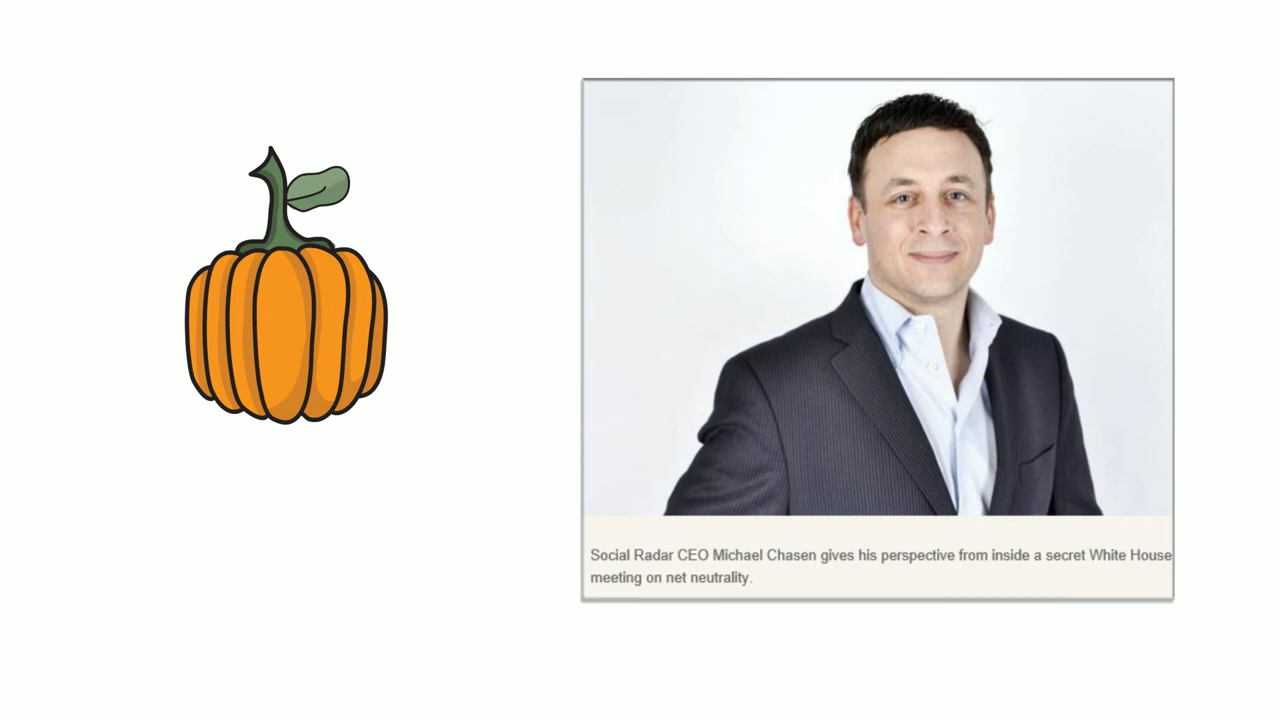 Social Radar CEO Michael Chasen gives his perspective from inside a secret White House
meeting on net neutrality.